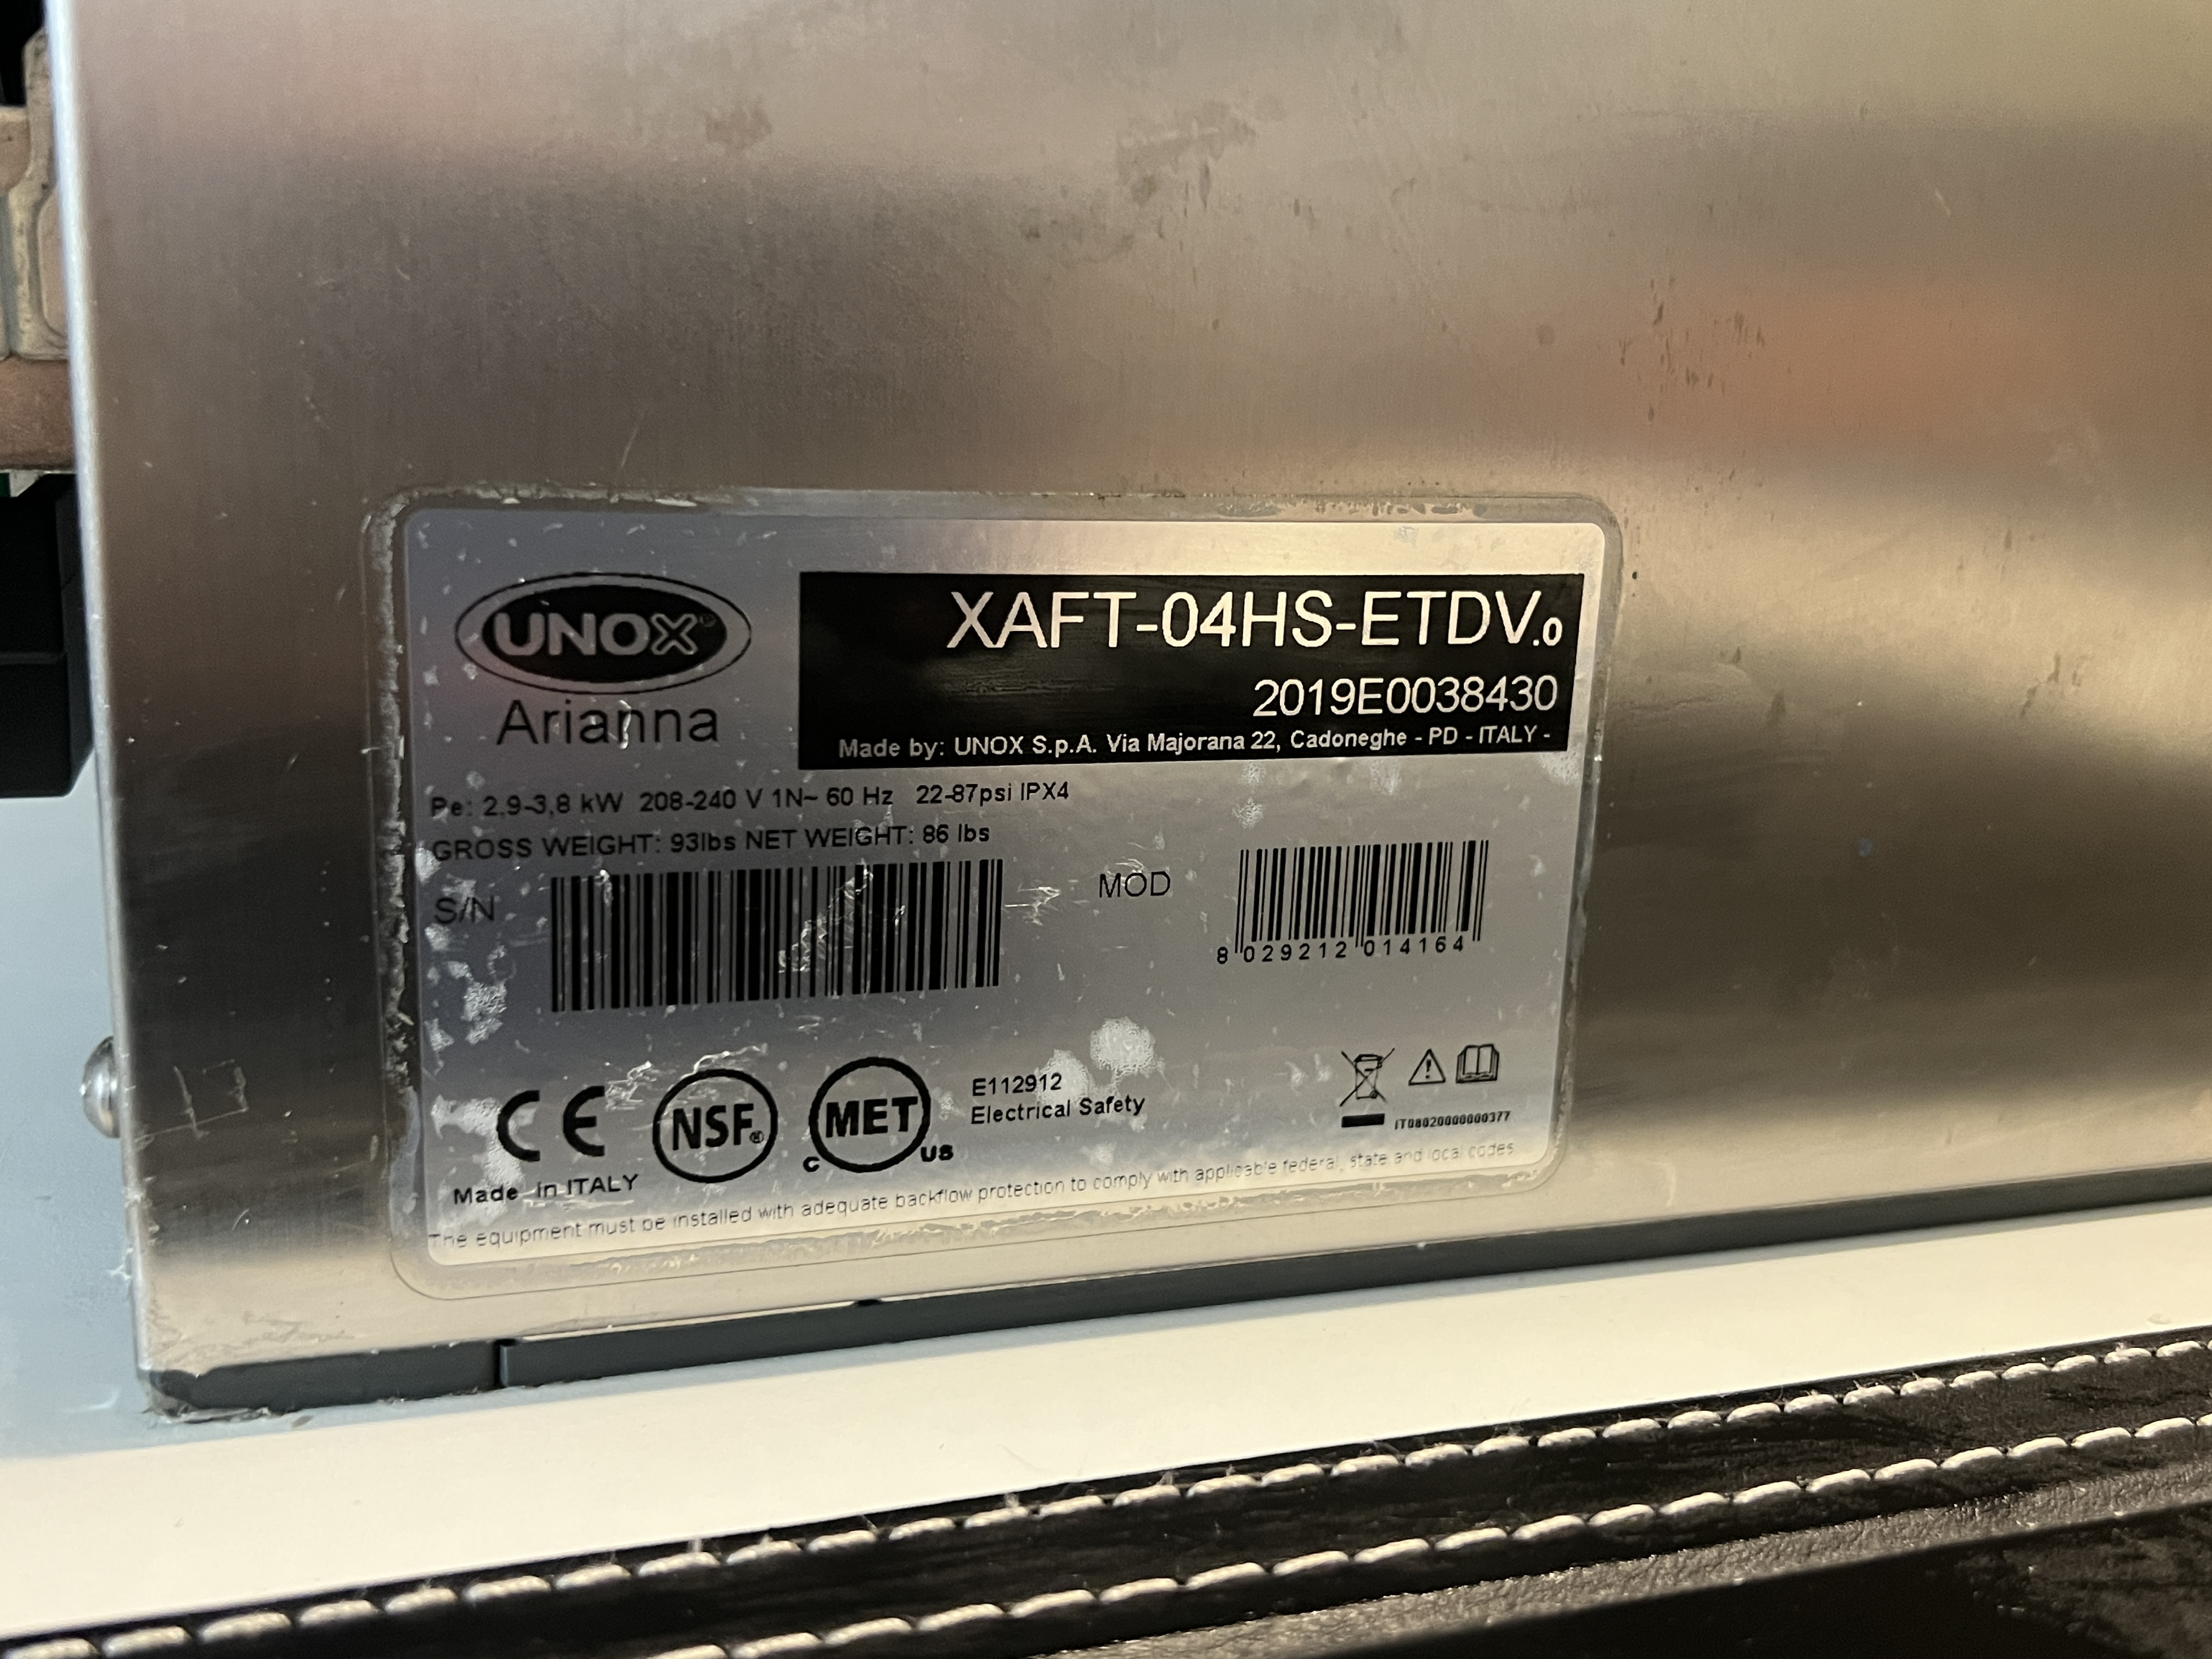 UNOX®
Arianna
XAFT-04HS-ETDV.0
2019E0038430
Made by: UNOX S.p.A. Via Majorana 22, Cadoneghe - PD - ITALY -
Pe: 2,9-3,8 kW 208-240 V 1N~ 60 Hz 22-87psi IPX4
GROSS WEIGHT: 93lbs NET WEIGHT: 86 lbs
S/N
MOD
8 029212 014164
CE
NSF®
C MET US
E112912
Electrical Safety
IT08020000000377
Made in ITALY
The equipment must be installed with adequate backflow protection to comply with applicable federal, state and local codes